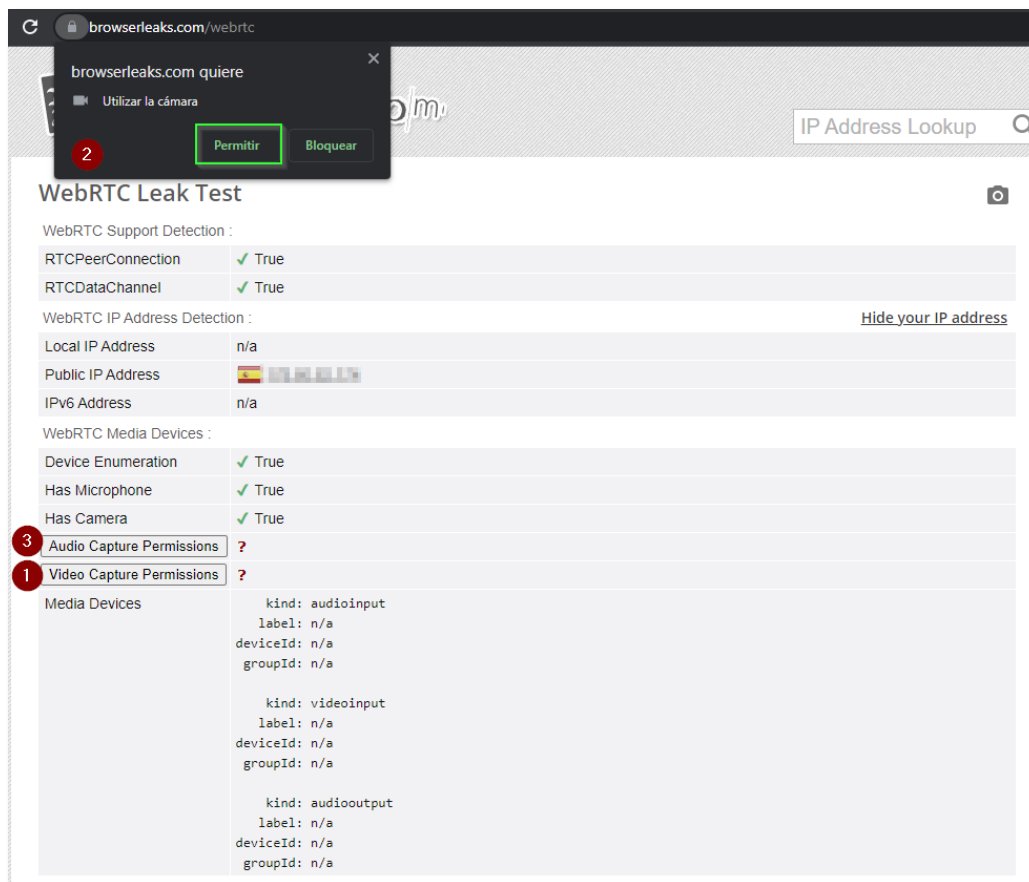 browserleaks.com/webrtc
browserleaks.com quiere
Utilizar la cámara
2
Permitir
Bloquear
IP Address Lookup
WebRTC Leak Test
WebRTC Support Detection :
RTCPeerConnection ✓ True
RTCDataChannel ✓ True
WebRTC IP Address Detection :
Hide your IP address
Local IP Address n/a
Public IP Address
IPv6 Address n/a
WebRTC Media Devices :
Device Enumeration ✓ True
Has Microphone ✓ True
Has Camera ✓ True
3 Audio Capture Permissions ?
1 Video Capture Permissions ?
Media Devices kind: audioinput
label: n/a
deviceId: n/a
groupId: n/a
kind: videoinput
label: n/a
deviceId: n/a
groupId: n/a
kind: audiooutput
label: n/a
deviceId: n/a
groupId: n/a